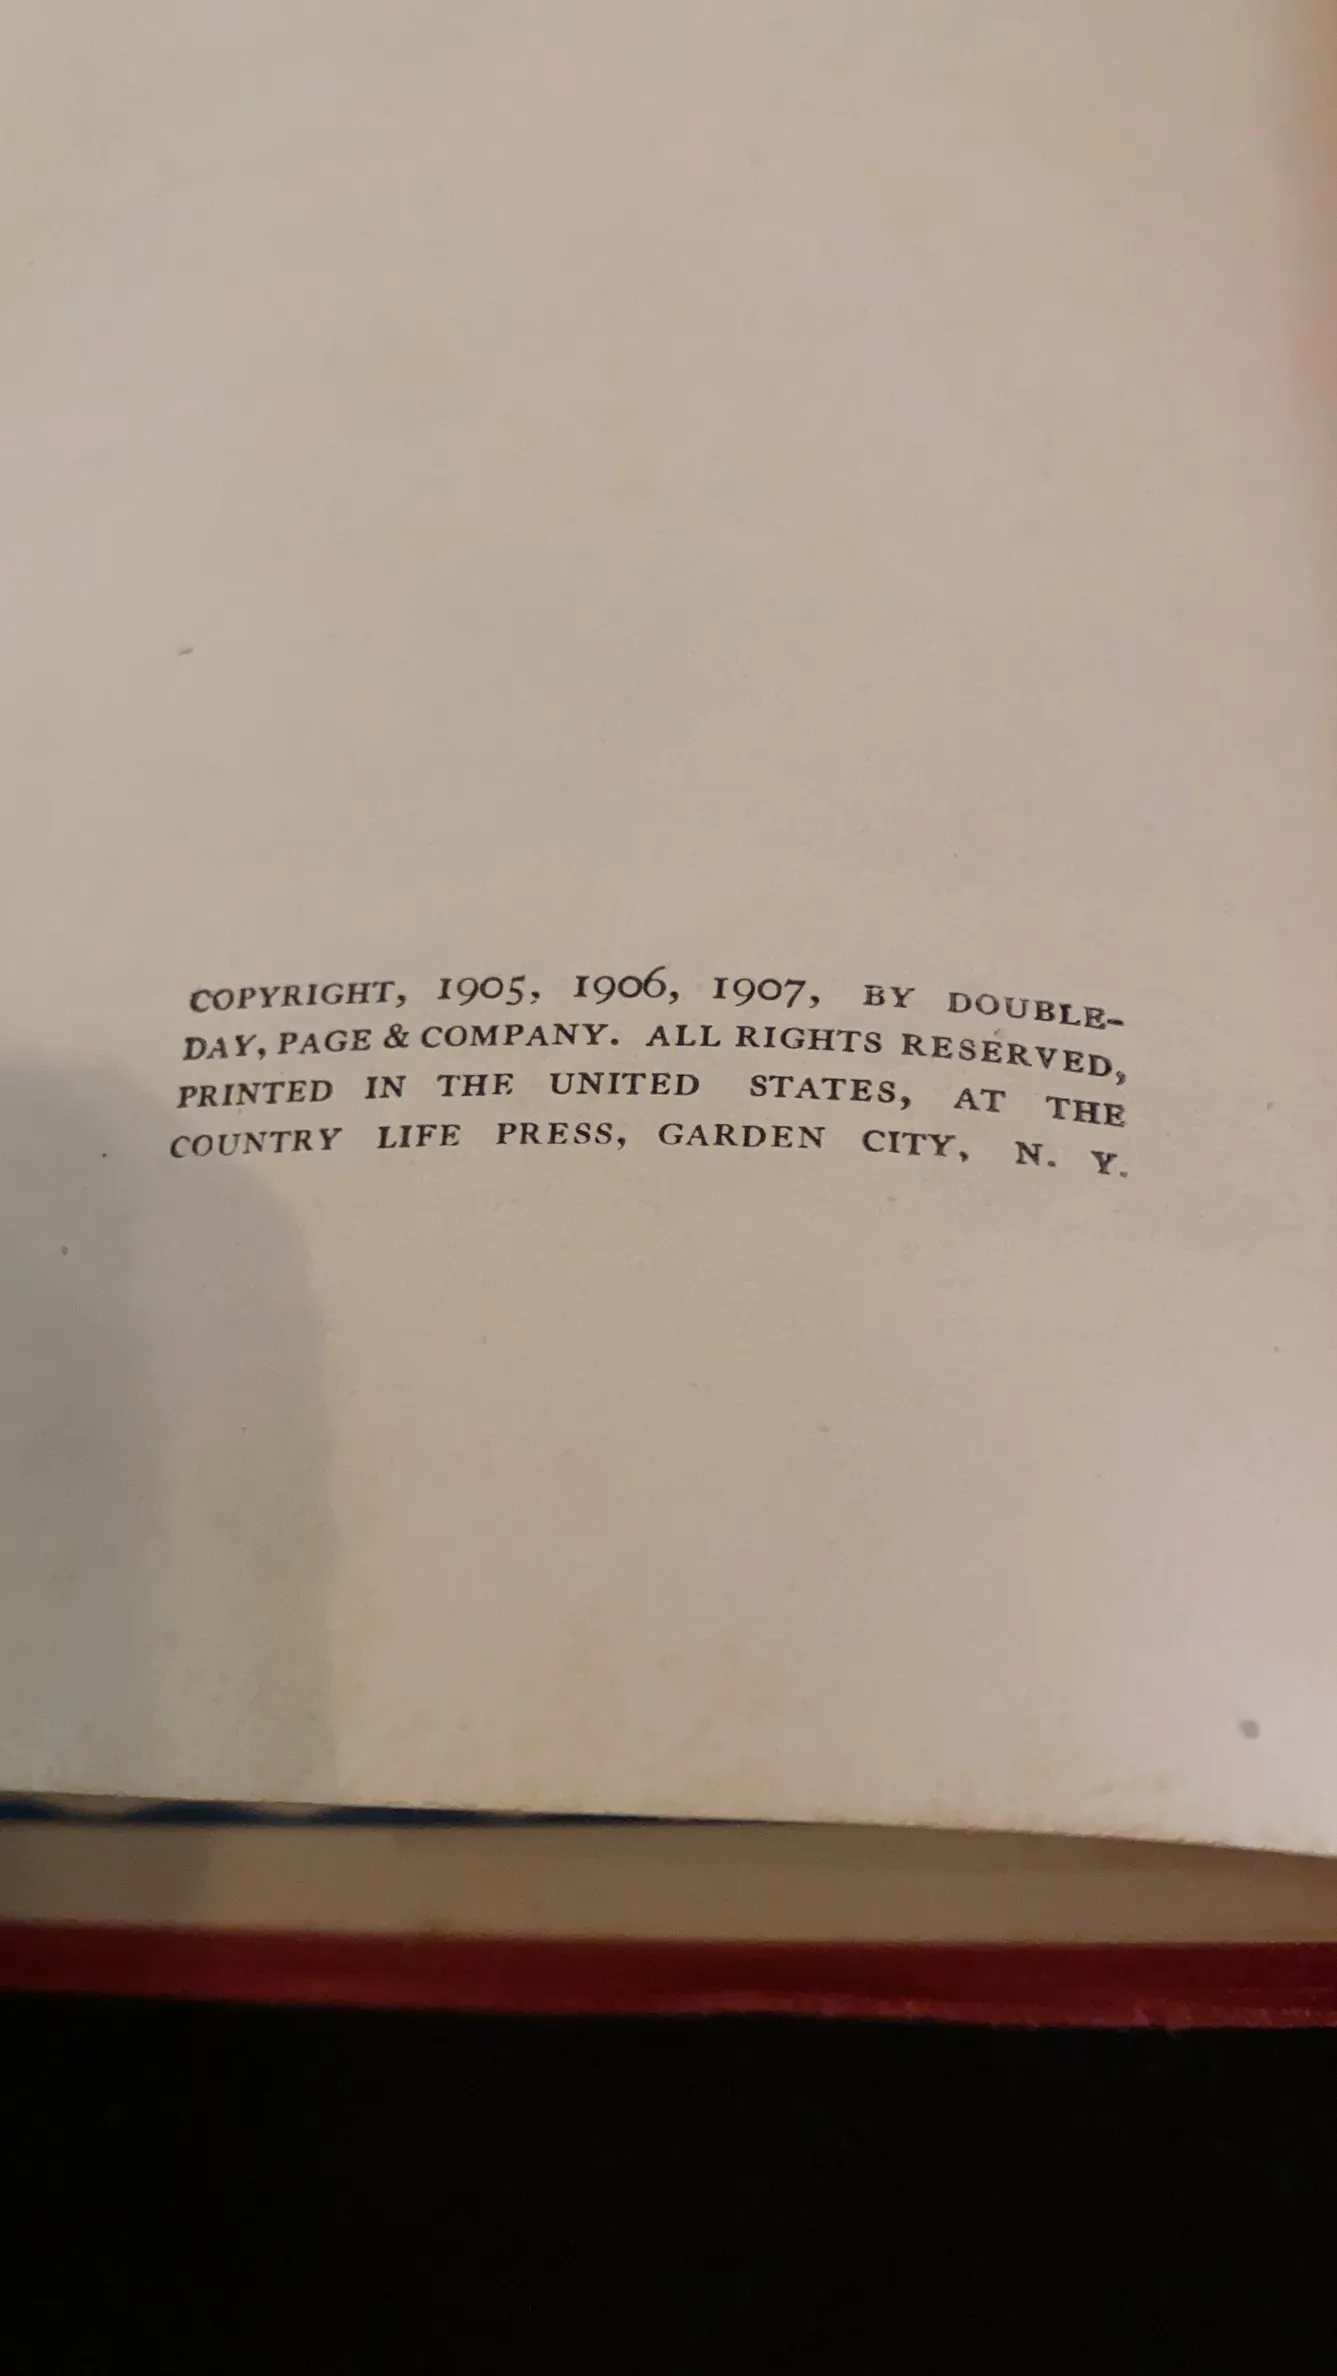 COPYRIGHT, 1905, 1906, 1907, BY DOUBLE-
DAY, PAGE & COMPANY. ALL RIGHTS RESERVED,
PRINTED IN THE UNITED STATES, AT THE
COUNTRY LIFE PRESS, GARDEN CITY, N. Y.